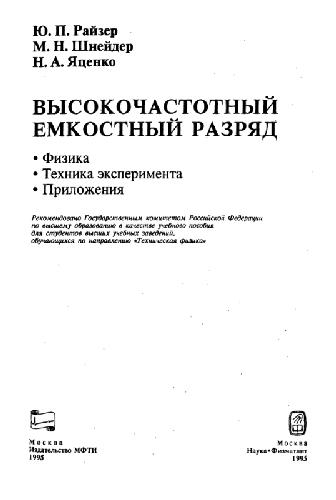 Ю. П. Райзер
М. Н. Шнейдер
Н. А. Яценко
ВЫСОКОЧАСТОТНЫЙ
ЕМКОСТНЫЙ РАЗРЯД
• Физика
• Техника эксперимента
• Приложения
Рекомендовано Государственным комитетом Российской Федерации
по высшему образованию в качестве учебного пособия
для студентов высших учебных заведений,
обучающихся по направлению «Техническая физика»
Москва
Издательство МФТИ
1995
Москва
Наука • Физматлит
1995